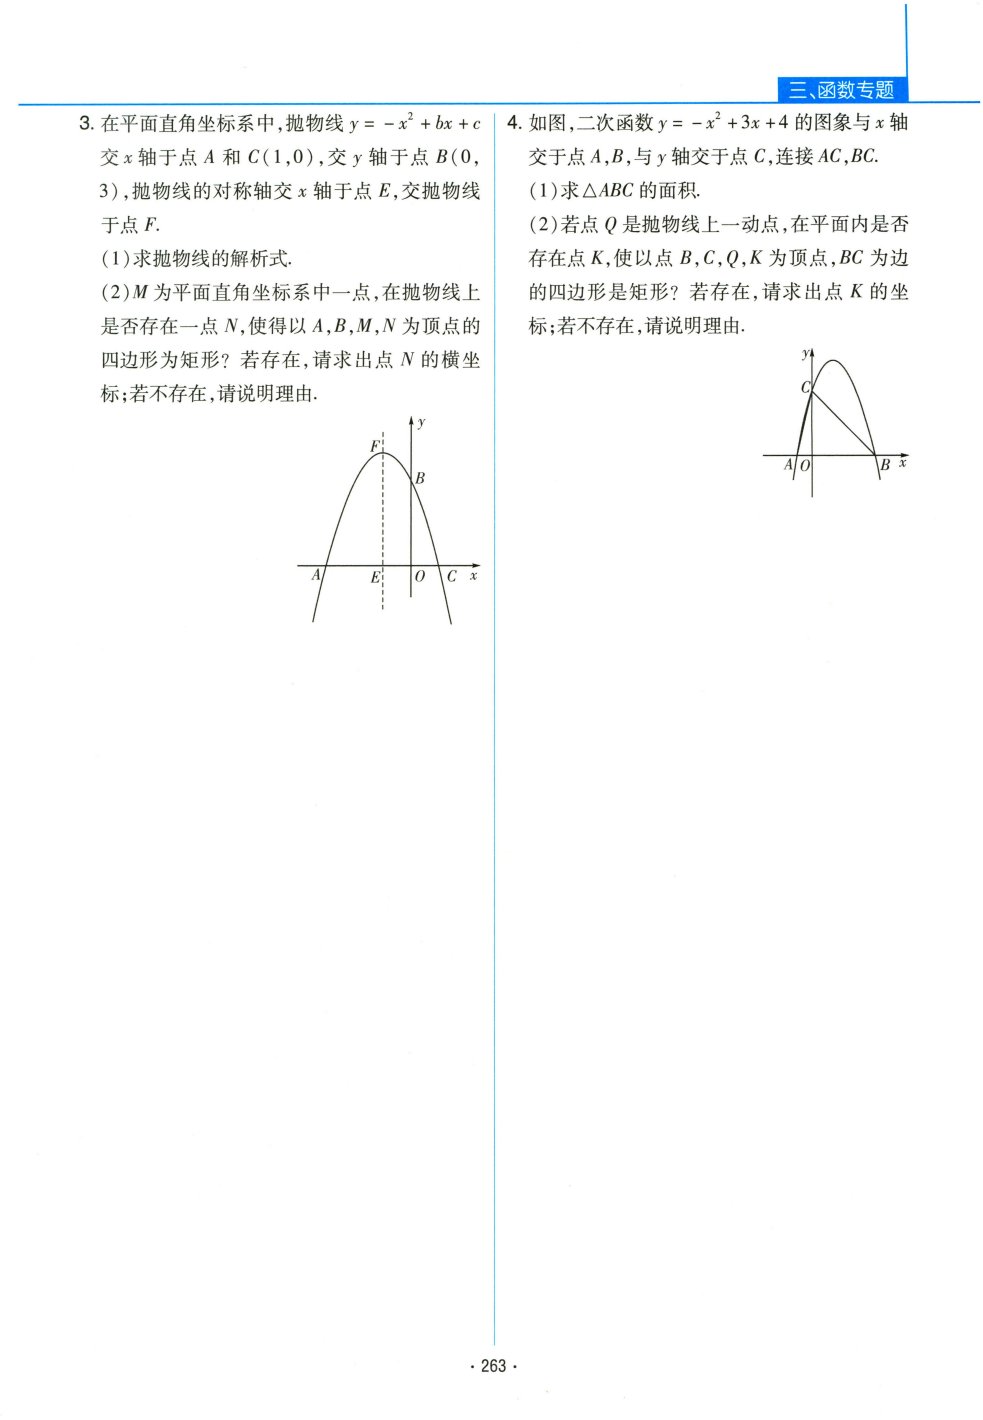 三、函数专题
3. 在平面直角坐标系中,抛物线 y = -x² + bx + c
交 x 轴于点 A 和 C(1,0),交 y 轴于点 B(0,
3),抛物线的对称轴交 x 轴于点 E,交抛物线
于点 F.
(1)求抛物线的解析式.
(2)M 为平面直角坐标系中一点,在抛物线上
是否存在一点 N,使得以 A,B,M,N 为顶点的
四边形为矩形? 若存在,请求出点 N 的横坐
标;若不存在,请说明理由.
y
F
B
A E O C x
4. 如图,二次函数 y = -x² + 3x + 4 的图象与 x 轴
交于点 A,B,与 y 轴交于点 C,连接 AC,BC.
(1)求△ABC 的面积.
(2)若点 Q 是抛物线上一动点,在平面内是否
存在点 K,使以点 B,C,Q,K 为顶点,BC 为边
的四边形是矩形? 若存在,请求出点 K 的坐
标;若不存在,请说明理由.
y
C
A O B x
· 263 ·